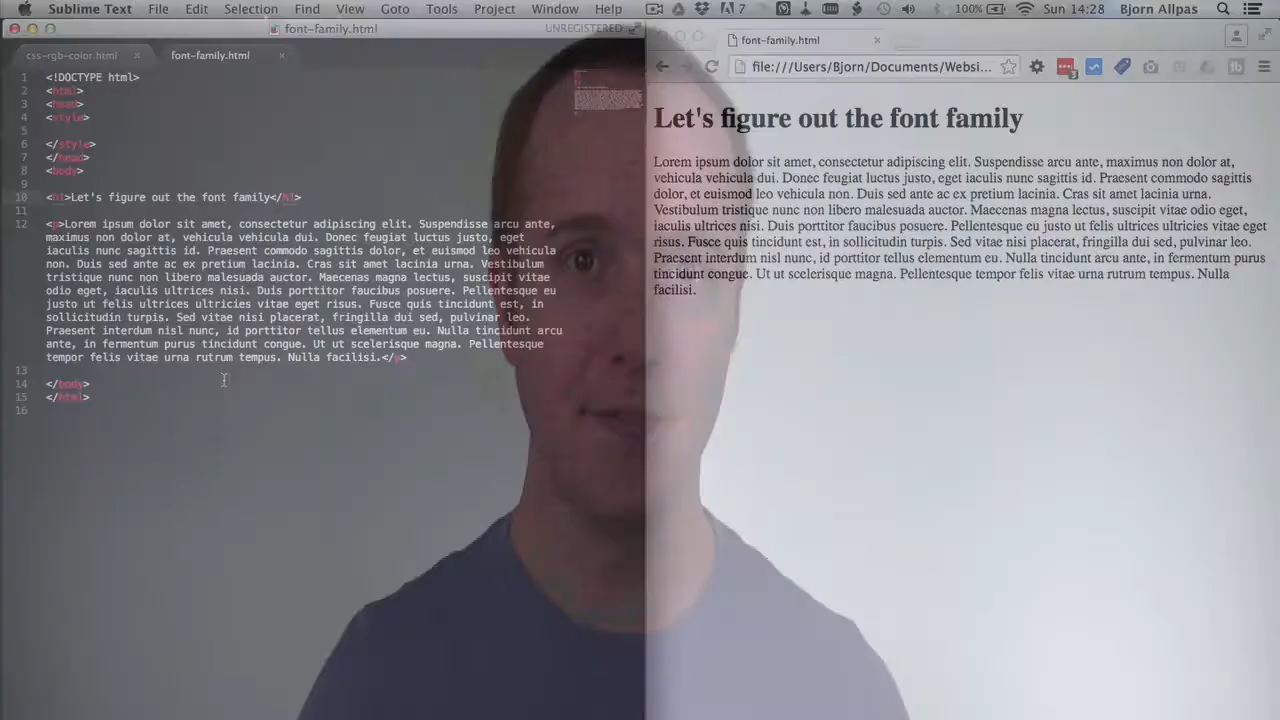 Sublime Text File Edit Selection Find View Goto Tools Project Window Help 7 100% Sun 14:28 Bjorn Allpas
font-family.html UNREGISTERED
css-rgb-color.html × font-family.html ×
1 <!DOCTYPE html>
2 <html>
3 <head>
4 <style>
5
6 </style>
7 </head>
8 <body>
9
10 <h1>Let's figure out the font family</h1>
11
12 <p>Lorem ipsum dolor sit amet, consectetur adipiscing elit. Suspendisse arcu ante,
maximus non dolor at, vehicula vehicula dui. Donec feugiat luctus justo, eget
iaculis nunc sagittis id. Praesent commodo sagittis dolor, et euismod leo vehicula
non. Duis sed ante ac ex pretium lacinia. Cras sit amet lacinia urna. Vestibulum
tristique nunc non libero malesuada auctor. Maecenas magna lectus, suscipit vitae
odio eget, iaculis ultrices nisi. Duis porttitor faucibus posuere. Pellentesque eu
justo ut felis ultrices ultricies vitae eget risus. Fusce quis tincidunt est, in
sollicitudin turpis. Sed vitae nisi placerat, fringilla dui sed, pulvinar leo.
Praesent interdum nisl nunc, id porttitor tellus elementum eu. Nulla tincidunt arcu
ante, in fermentum purus tincidunt congue. Ut ut scelerisque magna. Pellentesque
tempor felis vitae urna rutrum tempus. Nulla facilisi.</p>
13
14 </body>
15 </html>
16
font-family.html ×
file:///Users/Bjorn/Documents/Websi...
3
Let's figure out the font family
Lorem ipsum dolor sit amet, consectetur adipiscing elit. Suspendisse arcu ante, maximus non dolor at,
vehicula vehicula dui. Donec feugiat luctus justo, eget iaculis nunc sagittis id. Praesent commodo sagittis
dolor, et euismod leo vehicula non. Duis sed ante ac ex pretium lacinia. Cras sit amet lacinia urna.
Vestibulum tristique nunc non libero malesuada auctor. Maecenas magna lectus, suscipit vitae odio eget,
iaculis ultrices nisi. Duis porttitor faucibus posuere. Pellentesque eu justo ut felis ultrices ultricies vitae eget
risus. Fusce quis tincidunt est, in sollicitudin turpis. Sed vitae nisi placerat, fringilla dui sed, pulvinar leo.
Praesent interdum nisl nunc, id porttitor tellus elementum eu. Nulla tincidunt arcu ante, in fermentum purus
tincidunt congue. Ut ut scelerisque magna. Pellentesque tempor felis vitae urna rutrum tempus. Nulla
facilisi.